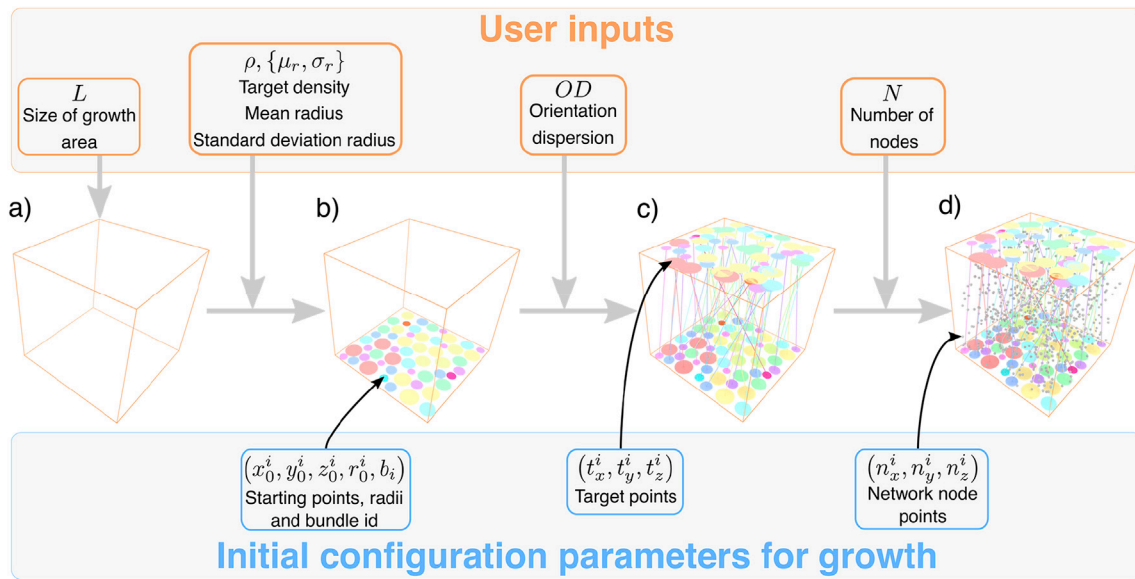 User inputs
L
Size of growth
area
ρ, {μ_r, σ_r}
Target density
Mean radius
Standard deviation radius
OD
Orientation
dispersion
N
Number of
nodes
a)
b)
c)
d)
(x_0^i, y_0^i, z_0^i, r_0^i, b_i)
Starting points, radii
and bundle id
(t_x^i, t_y^i, t_z^i)
Target points
(n_x^i, n_y^i, n_z^i)
Network node
points
Initial configuration parameters for growth